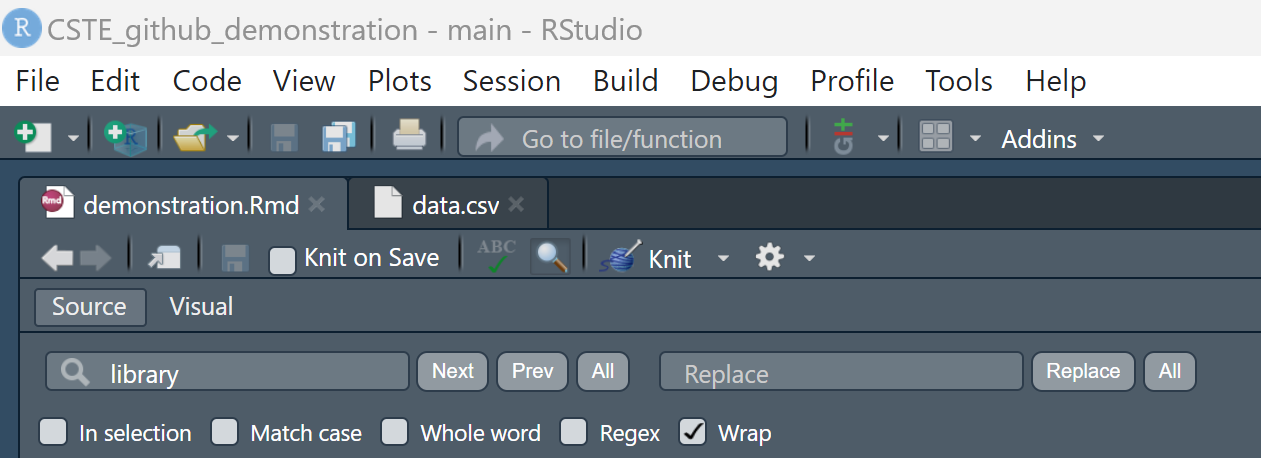 R CSTE_github_demonstration - main - RStudio
File Edit Code View Plots Session Build Debug Profile Tools Help
R Go to file/function Git Addins
Rmd demonstration.Rmd data.csv
Knit on Save ABC Knit
Source Visual
library Next Prev All Replace Replace All
In selection Match case Whole word Regex Wrap